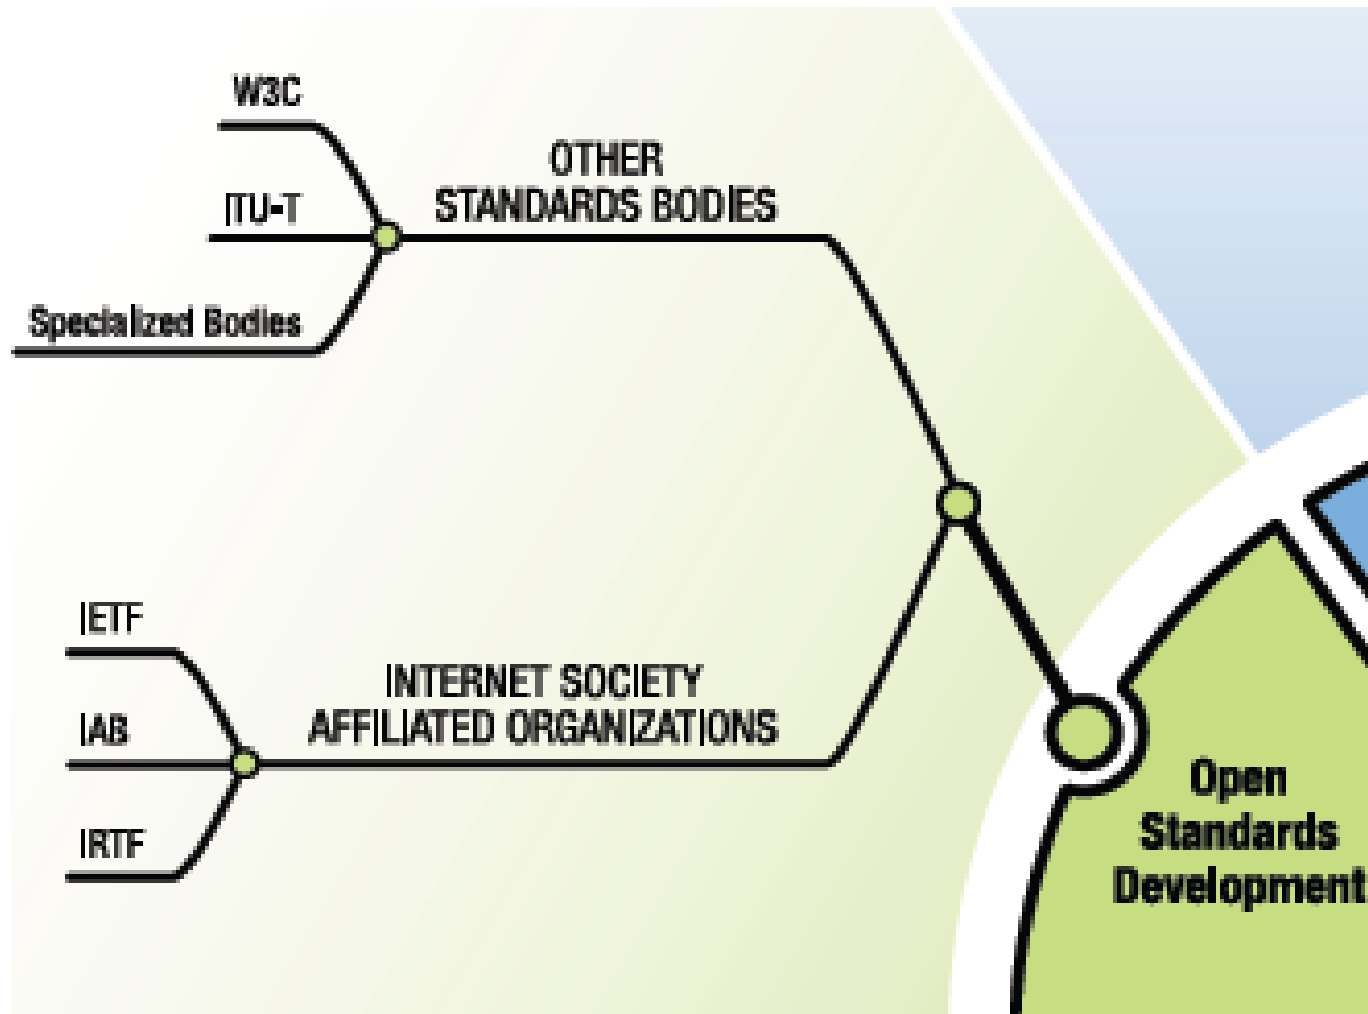 W3C
OTHER
STANDARDS BODIES
ITU-T
Specialized Bodies
IETF
INTERNET SOCIETY
AFFILIATED ORGANIZATIONS
IAB
IRTF
Open
Standards
Development